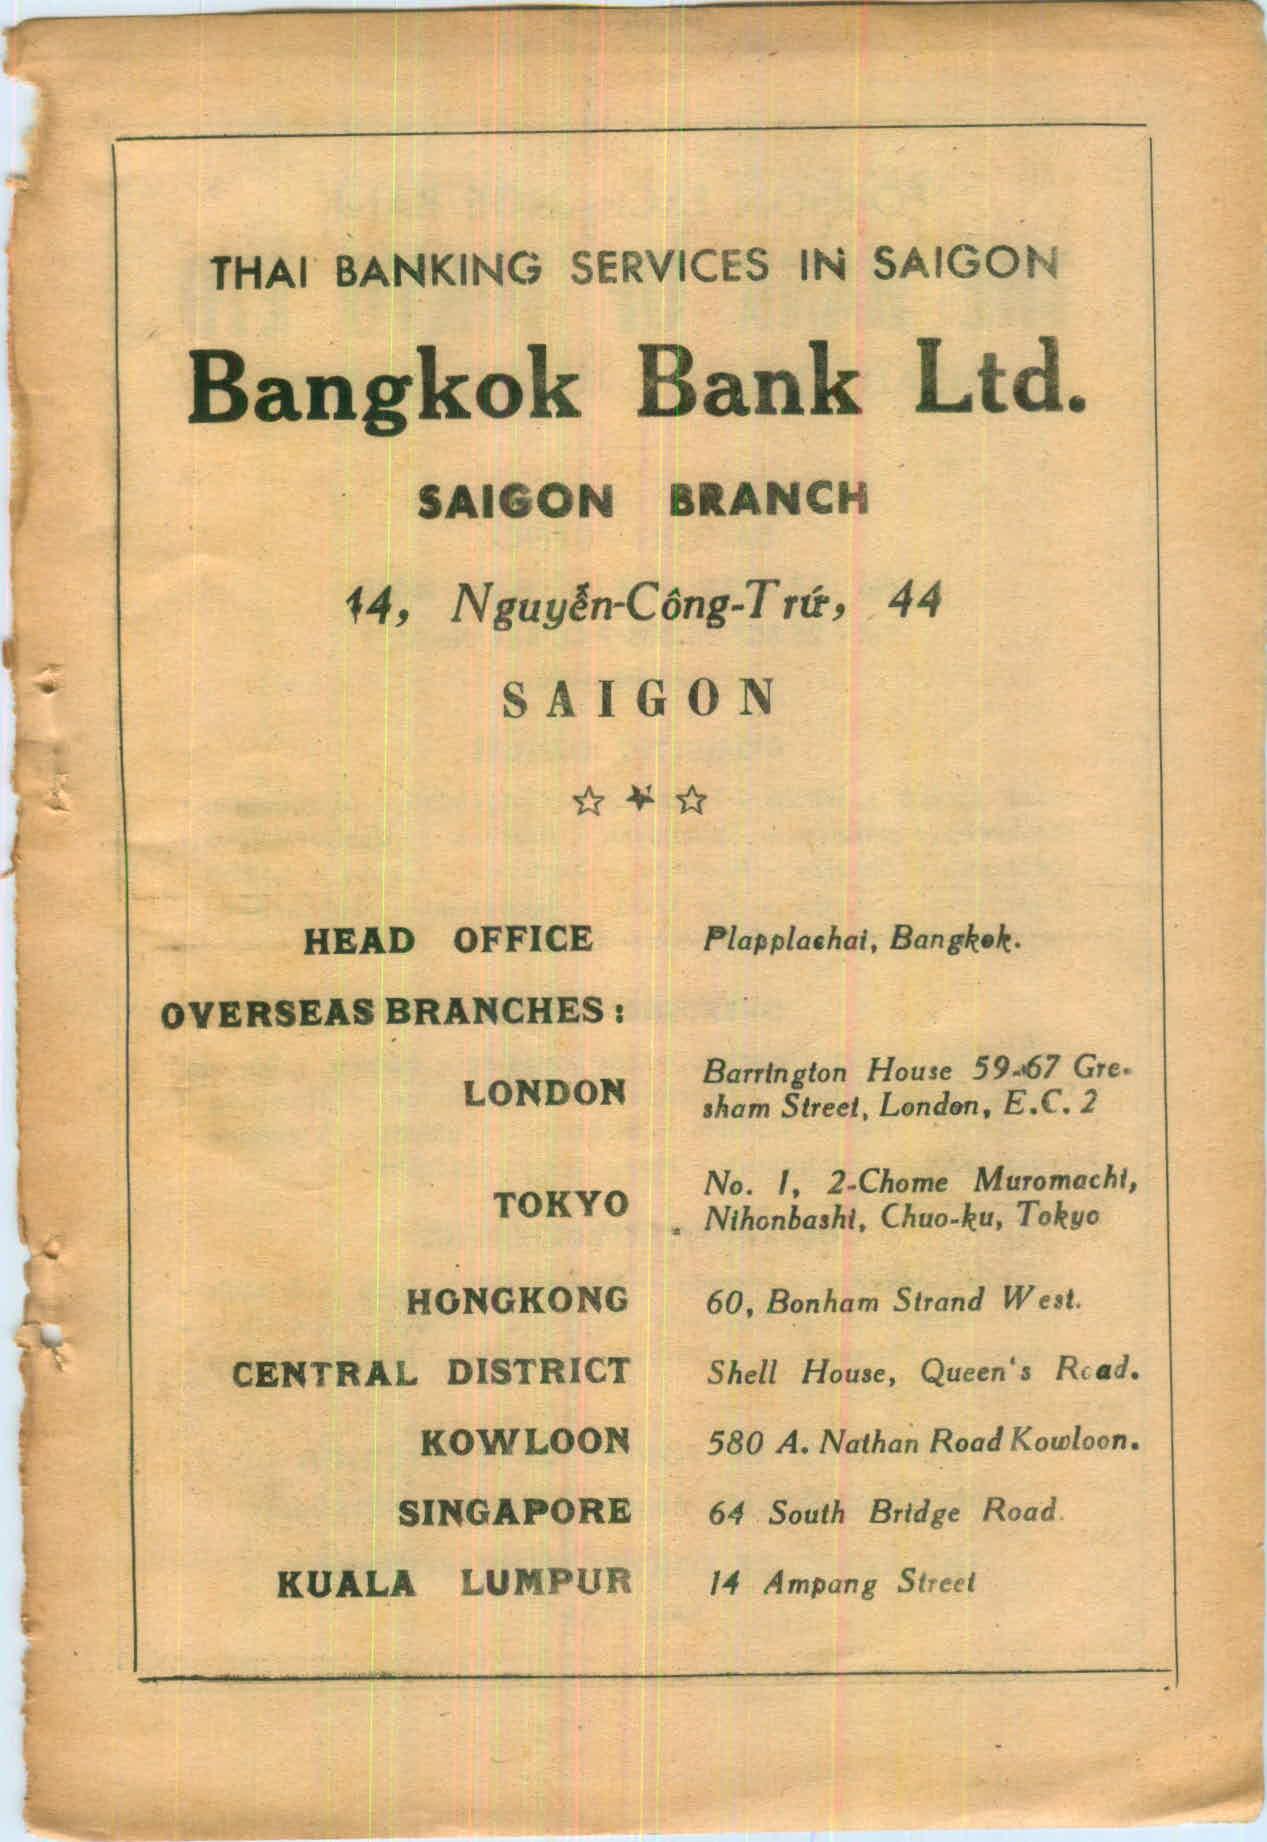 THAI BANKING SERVICES IN SAIGON
Bangkok Bank Ltd.
SAIGON BRANCH
44, Nguyễn-Công-Trứ, 44
SAIGON
☆ ★ ☆
HEAD OFFICE Plapplachai, Bangkok.
OVERSEAS BRANCHES :
LONDON Barrington House 59-67 Gre-
sham Street, London, E.C. 2
TOKYO No. 1, 2-Chome Muromachi,
Nihonbashi, Chuo-ku, Tokyo
HONGKONG 60, Bonham Strand West.
CENTRAL DISTRICT Shell House, Queen's Road.
KOWLOON 580 A. Nathan Road Kowloon.
SINGAPORE 64 South Bridge Road.
KUALA LUMPUR 14 Ampang Street